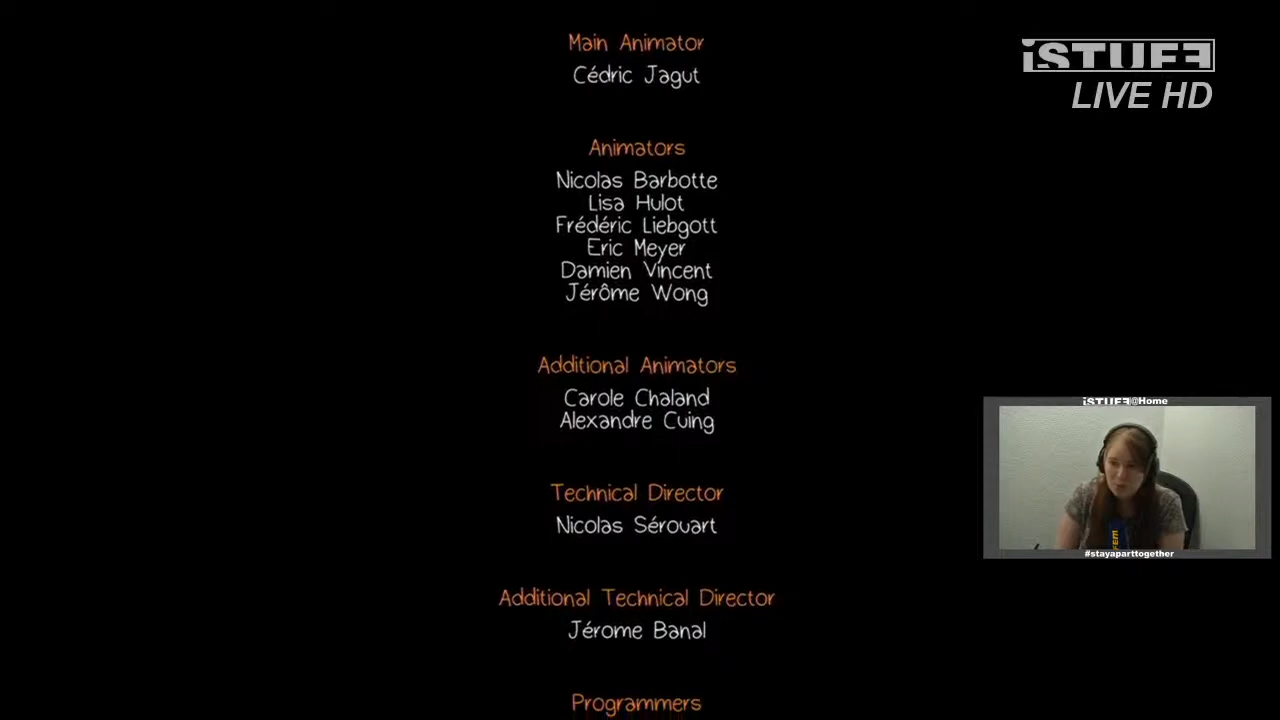 Main Animator
Cédric Jagut
Animators
Nicolas Barbotte
Lisa Hulot
Frédéric Liebgott
Eric Meyer
Damien Vincent
Jérôme Wong
Additional Animators
Carole Chaland
Alexandre Cuing
Technical Director
Nicolas Sérouart
Additional Technical Director
Jérome Banal
Programmers
iSTUFF
LIVE HD
iSTUFF@Home
#stayaparttogether